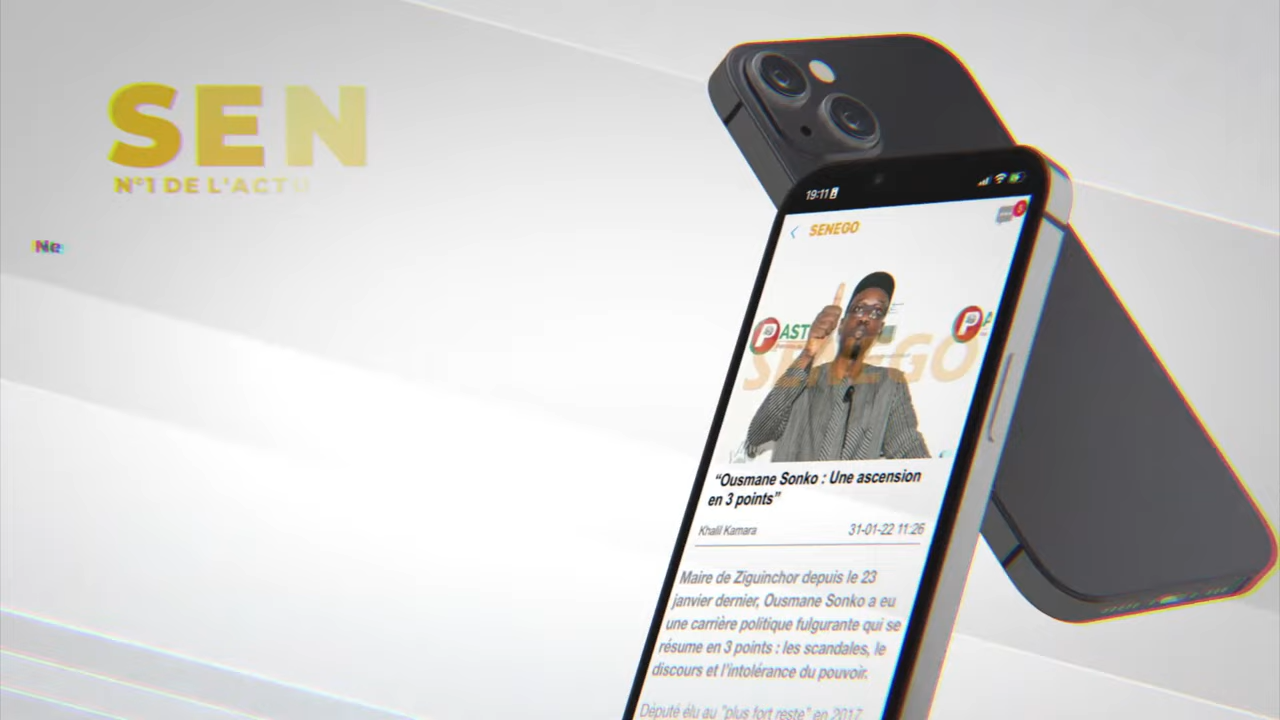 SEN
N°1 DE L'ACTU
Ne
19:11
SENEGO
PAST
PA
SENEGO
“Ousmane Sonko : Une ascension
en 3 points”
Khalil Kamara 31-01-22 11:26
Maire de Ziguinchor depuis le 23
janvier dernier, Ousmane Sonko a eu
une carrière politique fulgurante qui se
résume en 3 points : les scandales, le
discours et l'intolérance du pouvoir.
Député élu au "plus fort reste" en 2017